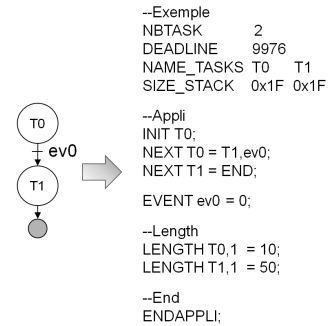 --Exemple
NBTASK 2
DEADLINE 9976
NAME_TASKS T0 T1
SIZE_STACK 0x1F 0x1F
--Appli
INIT T0;
NEXT T0 = T1,ev0;
NEXT T1 = END;
EVENT ev0 = 0;
--Length
LENGTH T0,1 = 10;
LENGTH T1,1 = 50;
--End
ENDAPPLI;
T0
ev0
T1